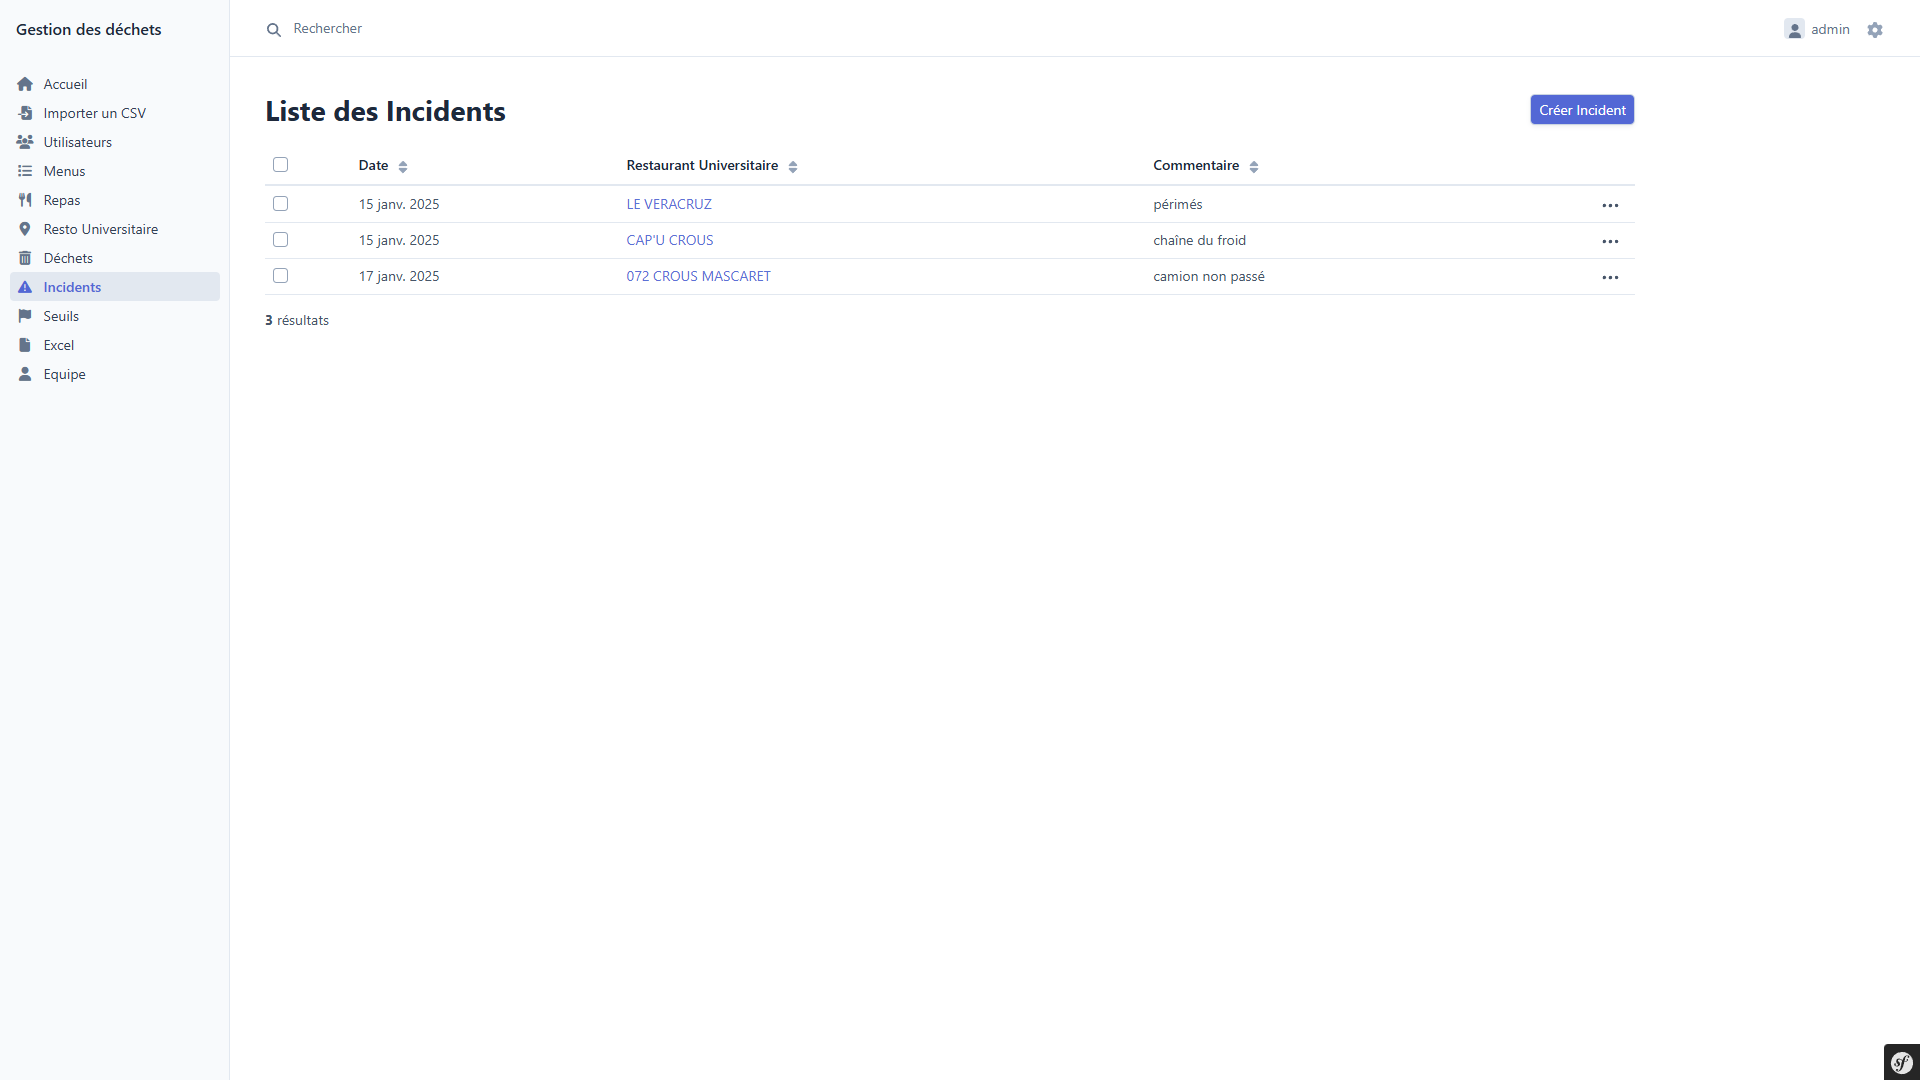 Gestion des déchets
Rechercher
admin
Accueil
Importer un CSV
Utilisateurs
Menus
Repas
Resto Universitaire
Déchets
Incidents
Seuils
Excel
Equipe
Liste des Incidents
Créer Incident
Date Restaurant Universitaire Commentaire
15 janv. 2025 LE VERACRUZ périmés
15 janv. 2025 CAP'U CROUS chaîne du froid
17 janv. 2025 072 CROUS MASCARET camion non passé
3 résultats
sf